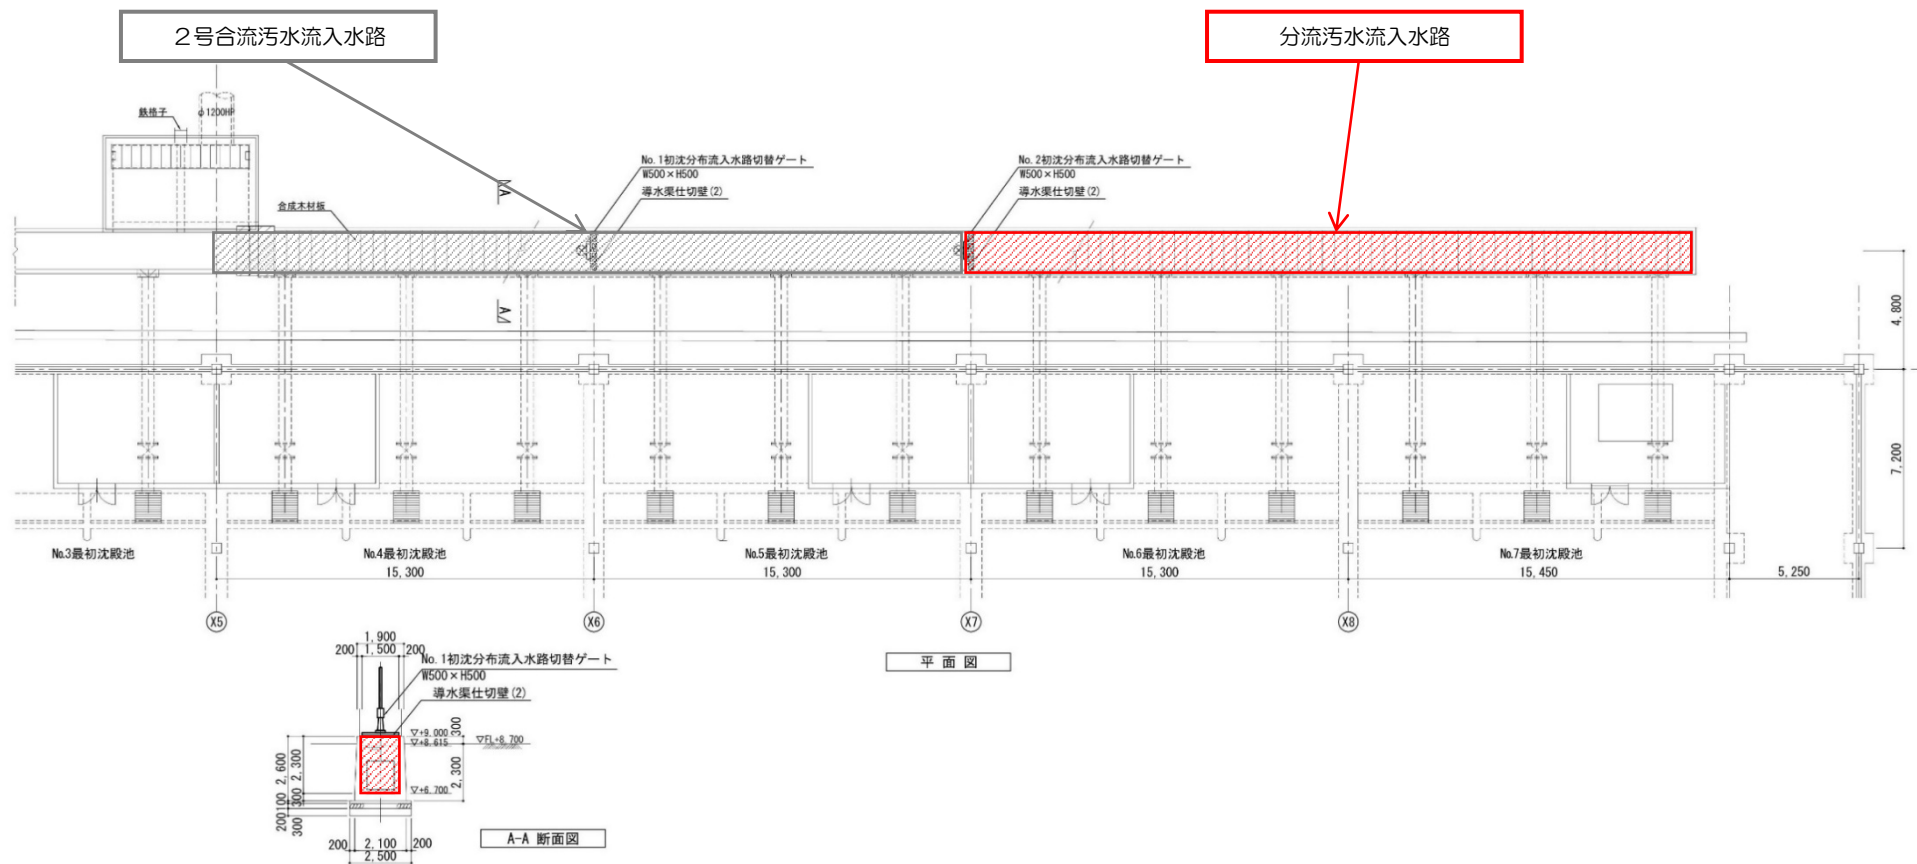 ２号合流汚水流入水路
分流汚水流入水路
鉄格子
φ1200HP
No.1初沈分布流入水路切替ゲート
W500×H500
導水渠仕切壁(2)
No.2初沈分布流入水路切替ゲート
W500×H500
導水渠仕切壁(2)
A
合成木材板
A
4,800
7,200
No.3最初沈殿池
No.4最初沈殿池
No.5最初沈殿池
No.6最初沈殿池
No.7最初沈殿池
15,300
15,300
15,300
15,450
5,250
X5
X6
X7
X8
平面図
1,900
200 1,500 200
No.1初沈分布流入水路切替ゲート
W500×H500
導水渠仕切壁(2)
▽+9.000
▽+8.615
▽FL+8.700
300
2,300
2,600
2,300
300
100
200
300
▽+6.700
200 2,100 200
2,500
A-A 断面図